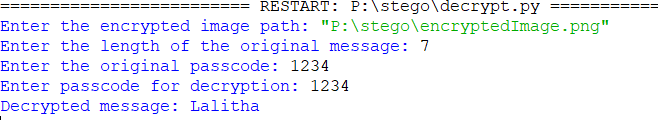 ========================= RESTART: P:\stego\decrypt.py ===========
Enter the encrypted image path: "P:\stego\encryptedImage.png"
Enter the length of the original message: 7
Enter the original passcode: 1234
Enter passcode for decryption: 1234
Decrypted message: Lalitha